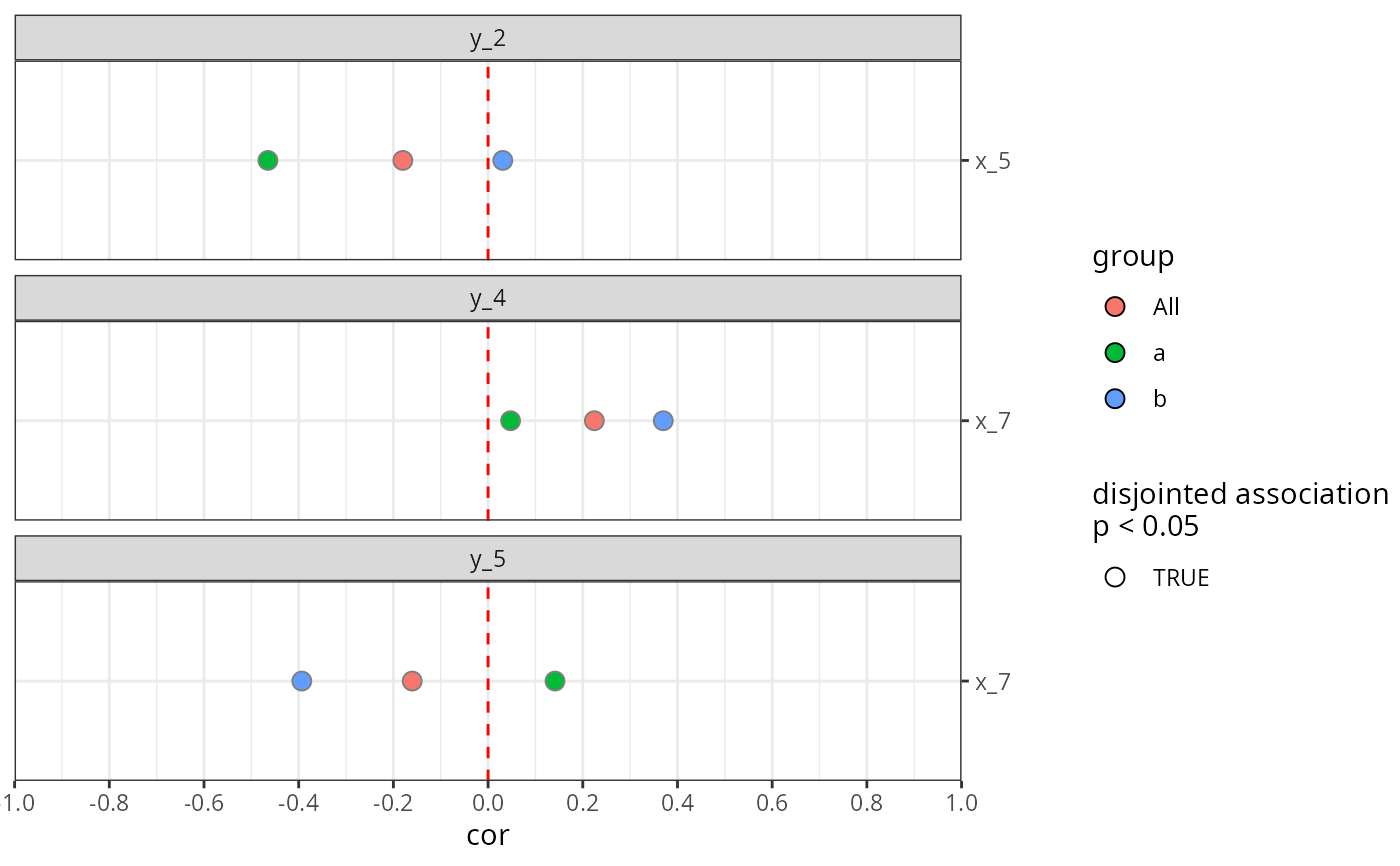 y_2
x_5
y_4
x_7
y_5
x_7
-1.0 -0.8 -0.6 -0.4 -0.2 0.0 0.2 0.4 0.6 0.8 1.0
cor
group
All
a
b
disjointed association
p < 0.05
TRUE